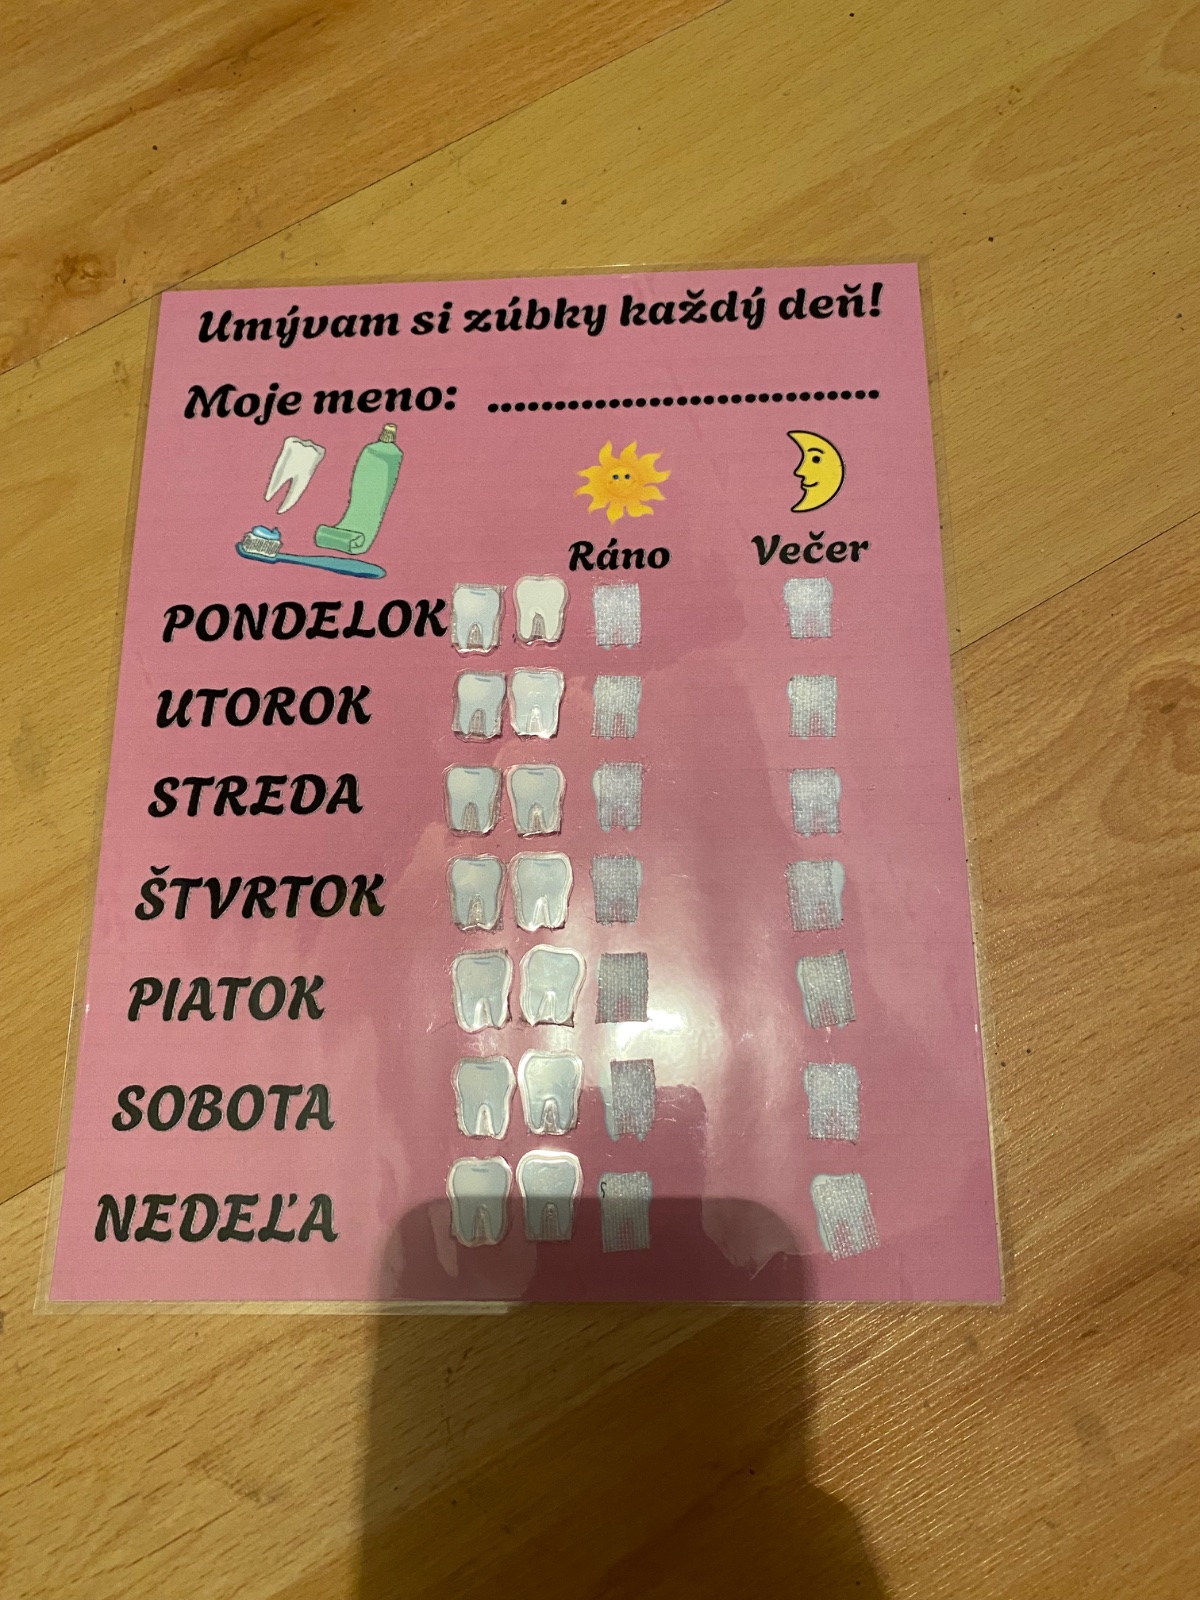 Umývam si zúbky každý deň!
Moje meno: .............................
Ráno Večer
PONDELOK
UTOROK
STREDA
ŠTVRTOK
PIATOK
SOBOTA
NEDEĽA